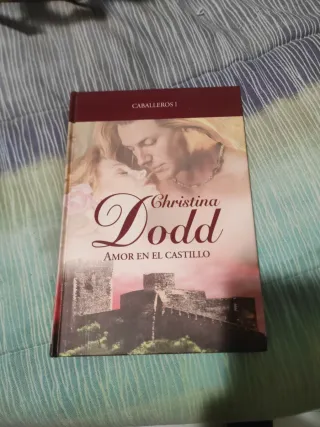 CABALLEROS I
Christina
Dodd
AMOR EN EL CASTILLO